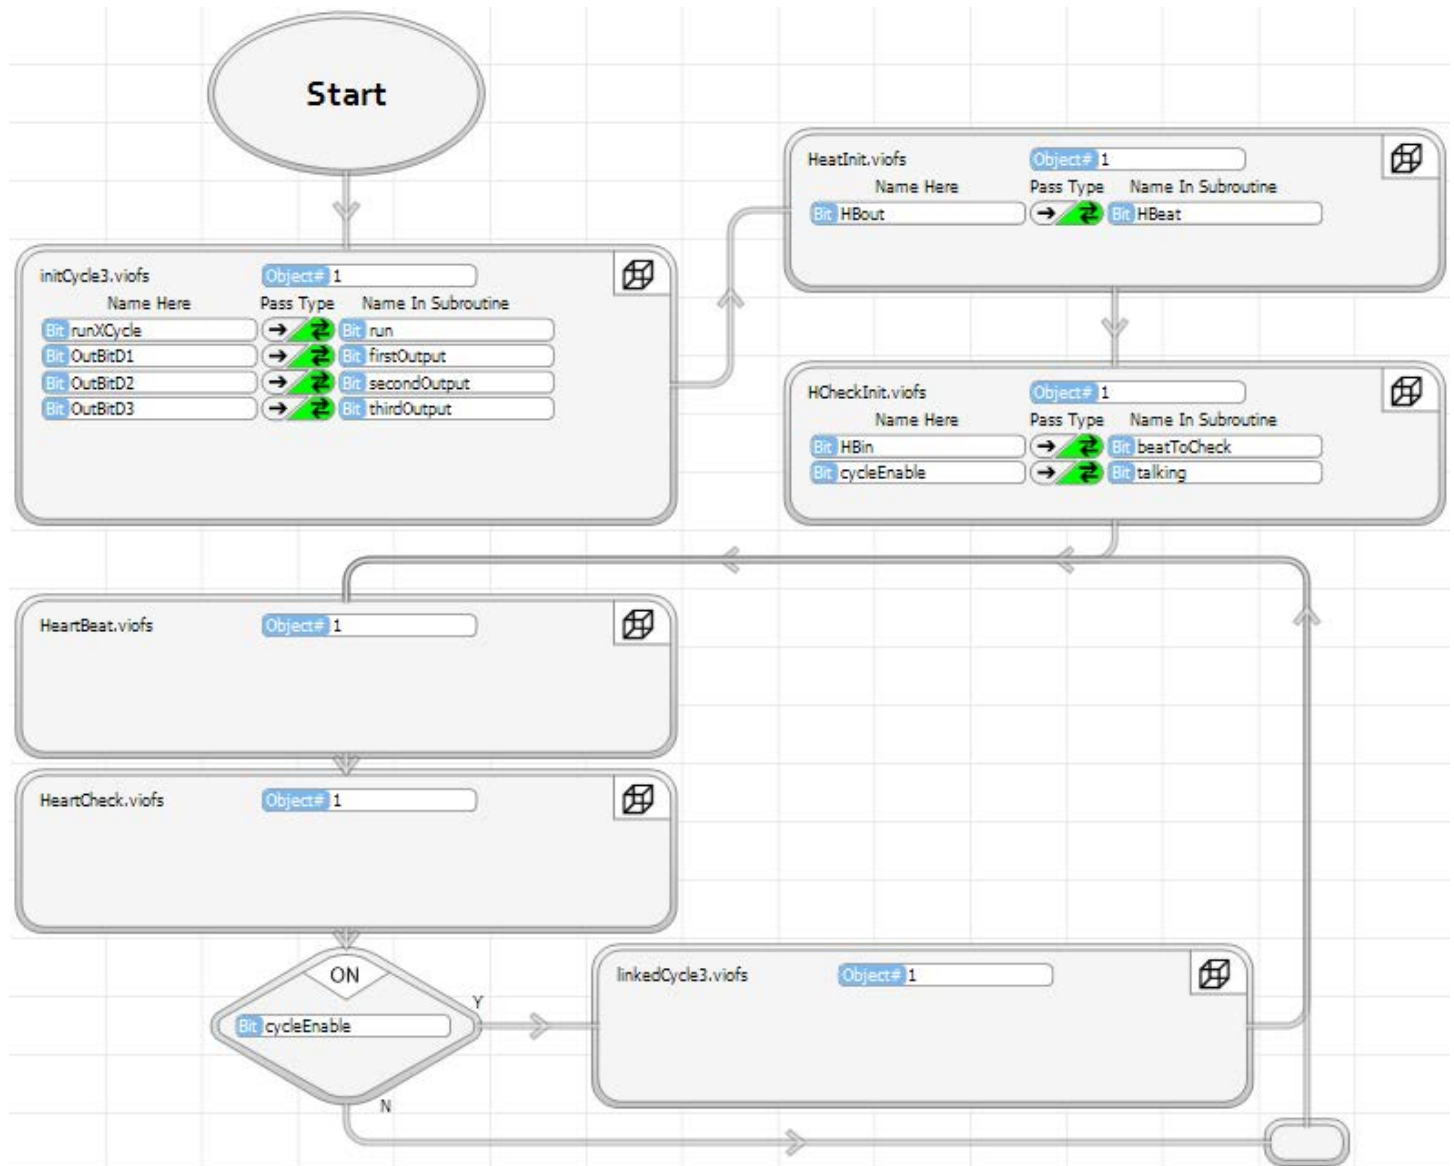 Start
initCycle3.viofs Object# 1
Name Here Pass Type Name In Subroutine
Bit runXCycle Bit run
Bit OutBitD1 Bit firstOutput
Bit OutBitD2 Bit secondOutput
Bit OutBitD3 Bit thirdOutput
HeatInit.viofs Object# 1
Name Here Pass Type Name In Subroutine
Bit HBout Bit HBeat
HCheckInit.viofs Object# 1
Name Here Pass Type Name In Subroutine
Bit HBin Bit beatToCheck
Bit cycleEnable Bit talking
HeartBeat.viofs Object# 1
HeartCheck.viofs Object# 1
ON
Bit cycleEnable
Y
N
linkedCycle3.viofs Object# 1